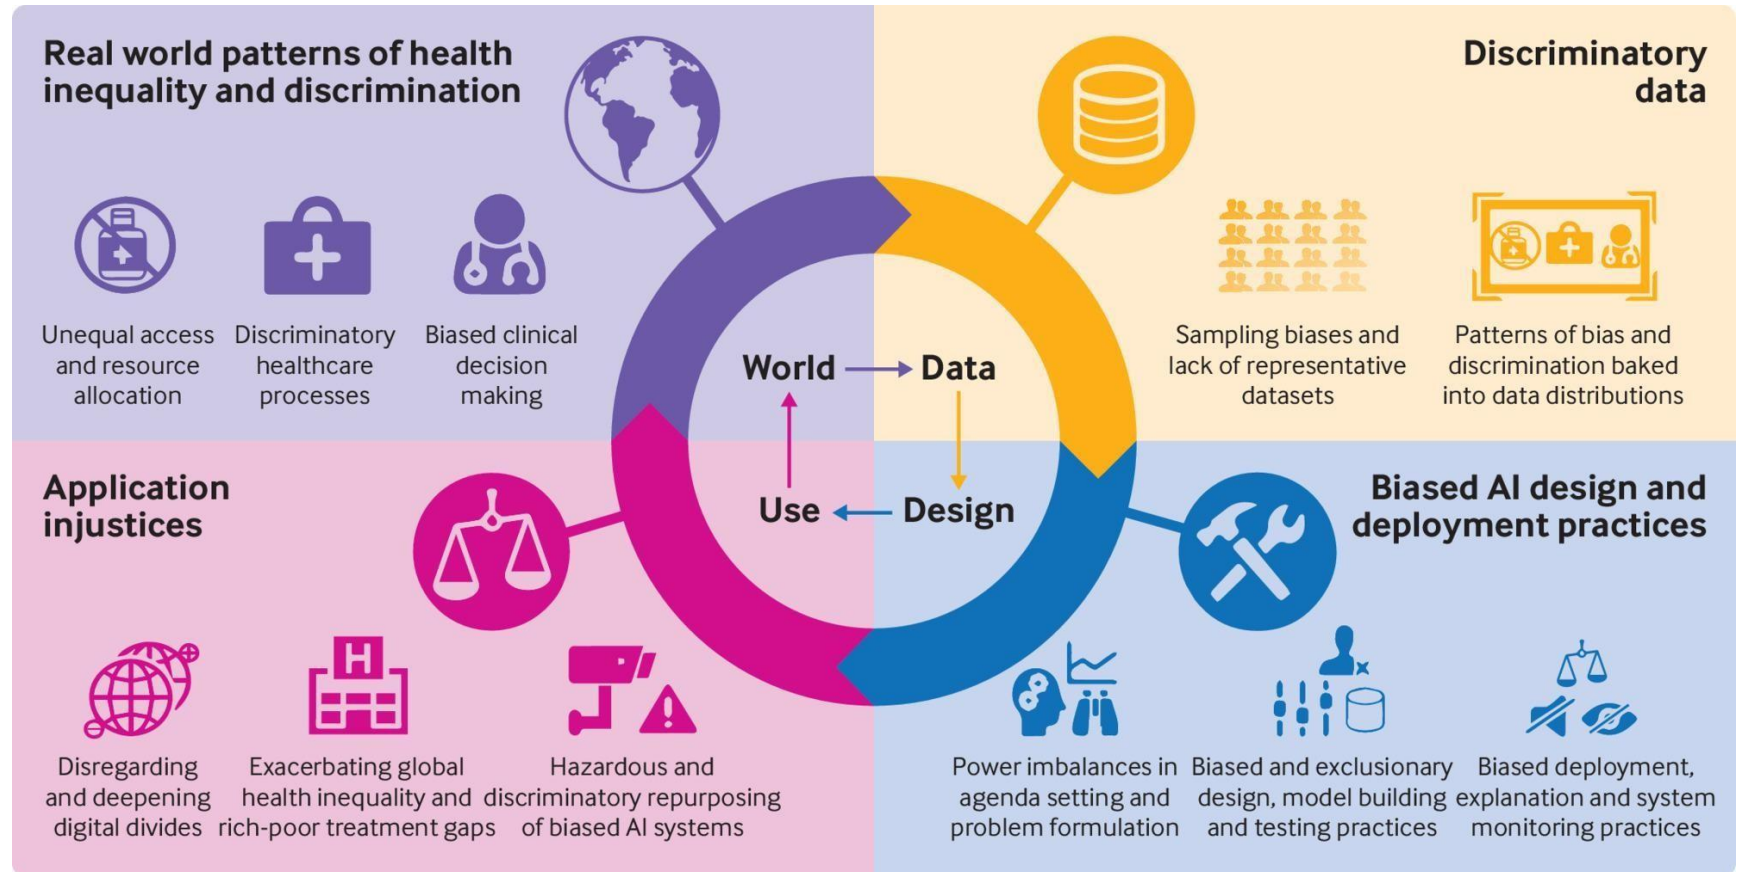 Real world patterns of health
inequality and discrimination
Unequal access
and resource
allocation
Discriminatory
healthcare
processes
Biased clinical
decision
making
Discriminatory
data
Sampling biases and
lack of representative
datasets
Patterns of bias and
discrimination baked
into data distributions
World
Data
Use
Design
Application
injustices
H
Disregarding
and deepening
digital divides
Exacerbating global
health inequality and
rich-poor treatment gaps
Hazardous and
discriminatory repurposing
of biased AI systems
Biased AI design and
deployment practices
Power imbalances in
agenda setting and
problem formulation
Biased and exclusionary
design, model building
and testing practices
Biased deployment,
explanation and system
monitoring practices